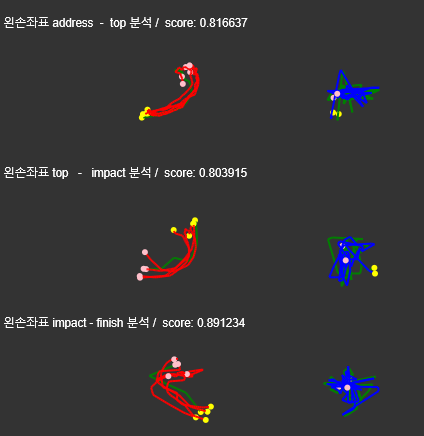 왼손좌표 address - top 분석 / score: 0.816637
왼손좌표 top - impact 분석 / score: 0.803915
왼손좌표 impact - finish 분석 / score: 0.891234